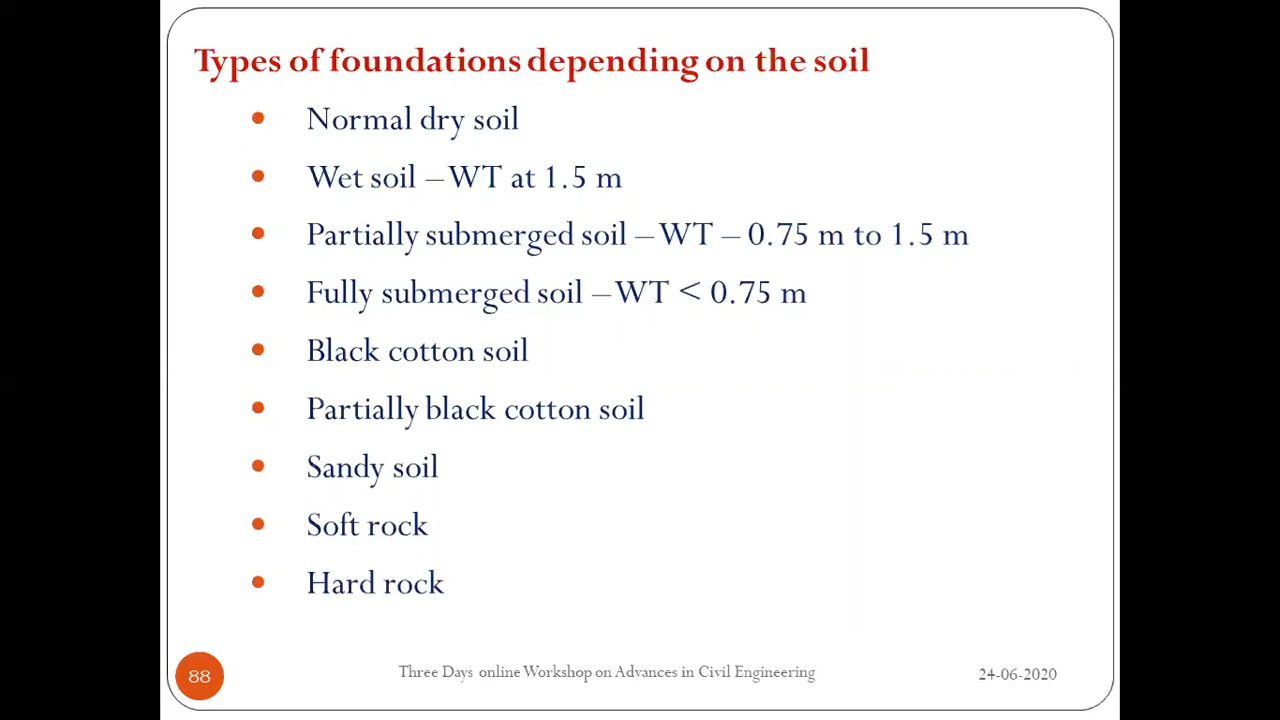 Types of foundations depending on the soil
• Normal dry soil
• Wet soil – WT at 1.5 m
• Partially submerged soil – WT – 0.75 m to 1.5 m
• Fully submerged soil – WT < 0.75 m
• Black cotton soil
• Partially black cotton soil
• Sandy soil
• Soft rock
• Hard rock
88 Three Days online Workshop on Advances in Civil Engineering 24-06-2020